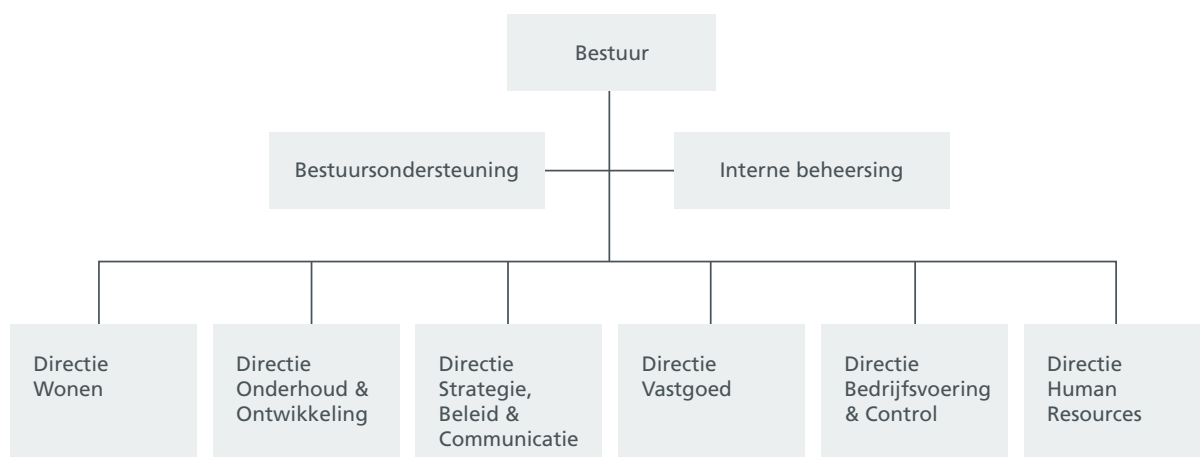 Bestuur
Bestuursondersteuning
Interne beheersing
Directie
Wonen
Directie
Onderhoud &
Ontwikkeling
Directie
Strategie,
Beleid &
Communicatie
Directie
Vastgoed
Directie
Bedrijfsvoering
& Control
Directie
Human
Resources